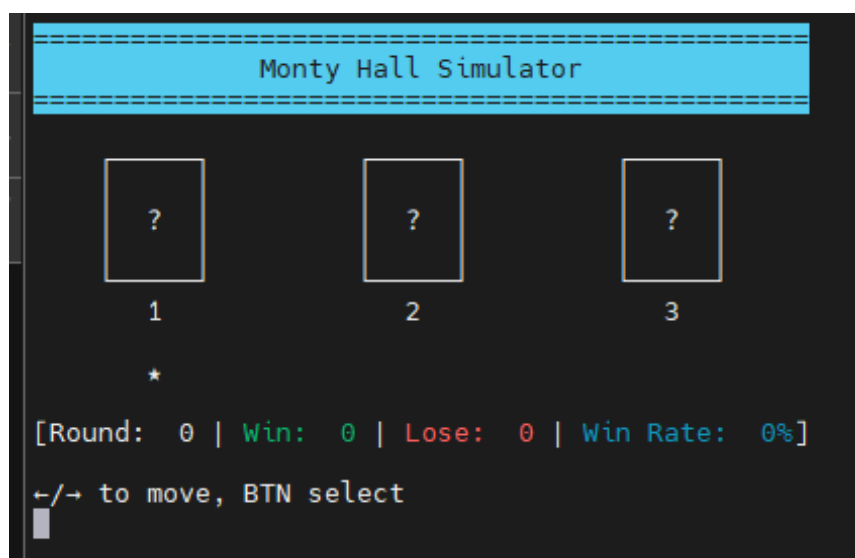 ================================================
Monty Hall Simulator
================================================
? ? ?
1 2 3
★
[Round: 0 | Win: 0 | Lose: 0 | Win Rate: 0%]
←/→ to move, BTN select